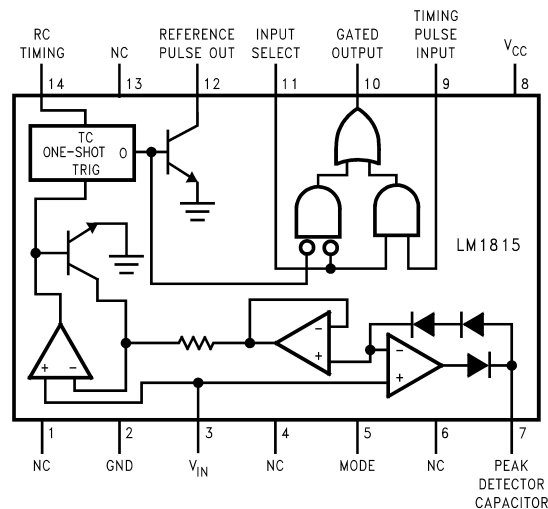 RC
TIMING
NC
REFERENCE
PULSE OUT
INPUT
SELECT
GATED
OUTPUT
TIMING
PULSE
INPUT
VCC
14
13
12
11
10
9
8
TC
ONE-SHOT O
TRIG
LM1815
-
+
-
+
+ -
1
2
3
4
5
6
7
NC
GND
VIN
NC
MODE
NC
PEAK
DETECTOR
CAPACITOR